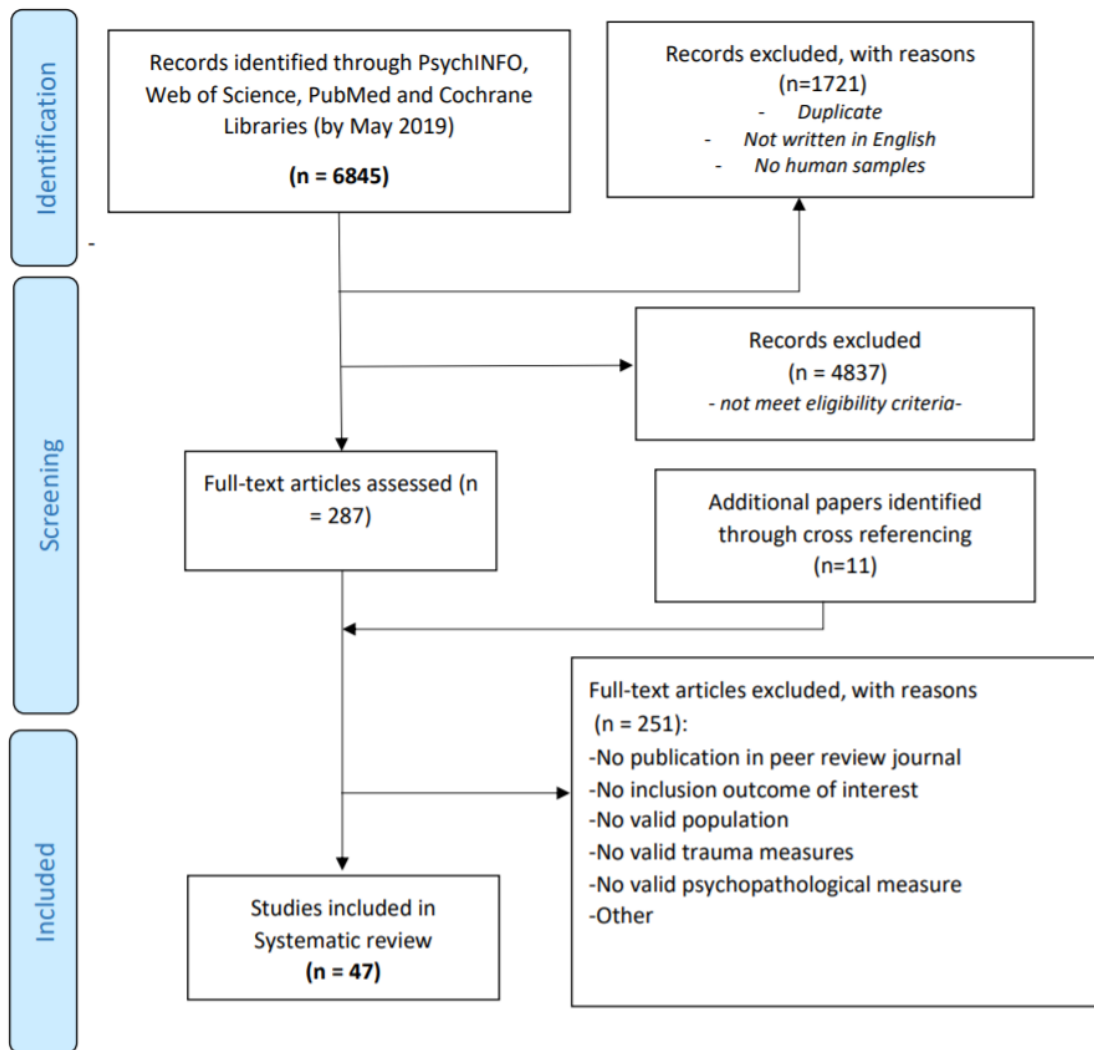 Identification
Records identified through PsychINFO,
Web of Science, PubMed and Cochrane
Libraries (by May 2019)
(n = 6845)
Records excluded, with reasons
(n=1721)
- Duplicate
- Not written in English
- No human samples
-
Screening
Records excluded
(n = 4837)
- not meet eligibility criteria-
Full-text articles assessed (n
= 287)
Additional papers identified
through cross referencing
(n=11)
Included
Full-text articles excluded, with reasons
(n = 251):
-No publication in peer review journal
-No inclusion outcome of interest
-No valid population
-No valid trauma measures
-No valid psychopathological measure
-Other
Studies included in
Systematic review
(n = 47)